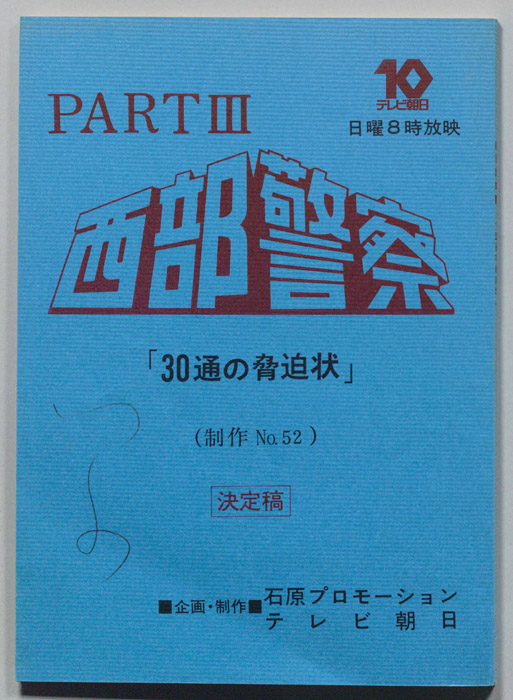 10
テレビ朝日
PART III
日曜8時放映
西部警察
「30通の脅迫状」
(制作 No.52)
決定稿
■企画・制作■石原プロモーション
テレビ朝日